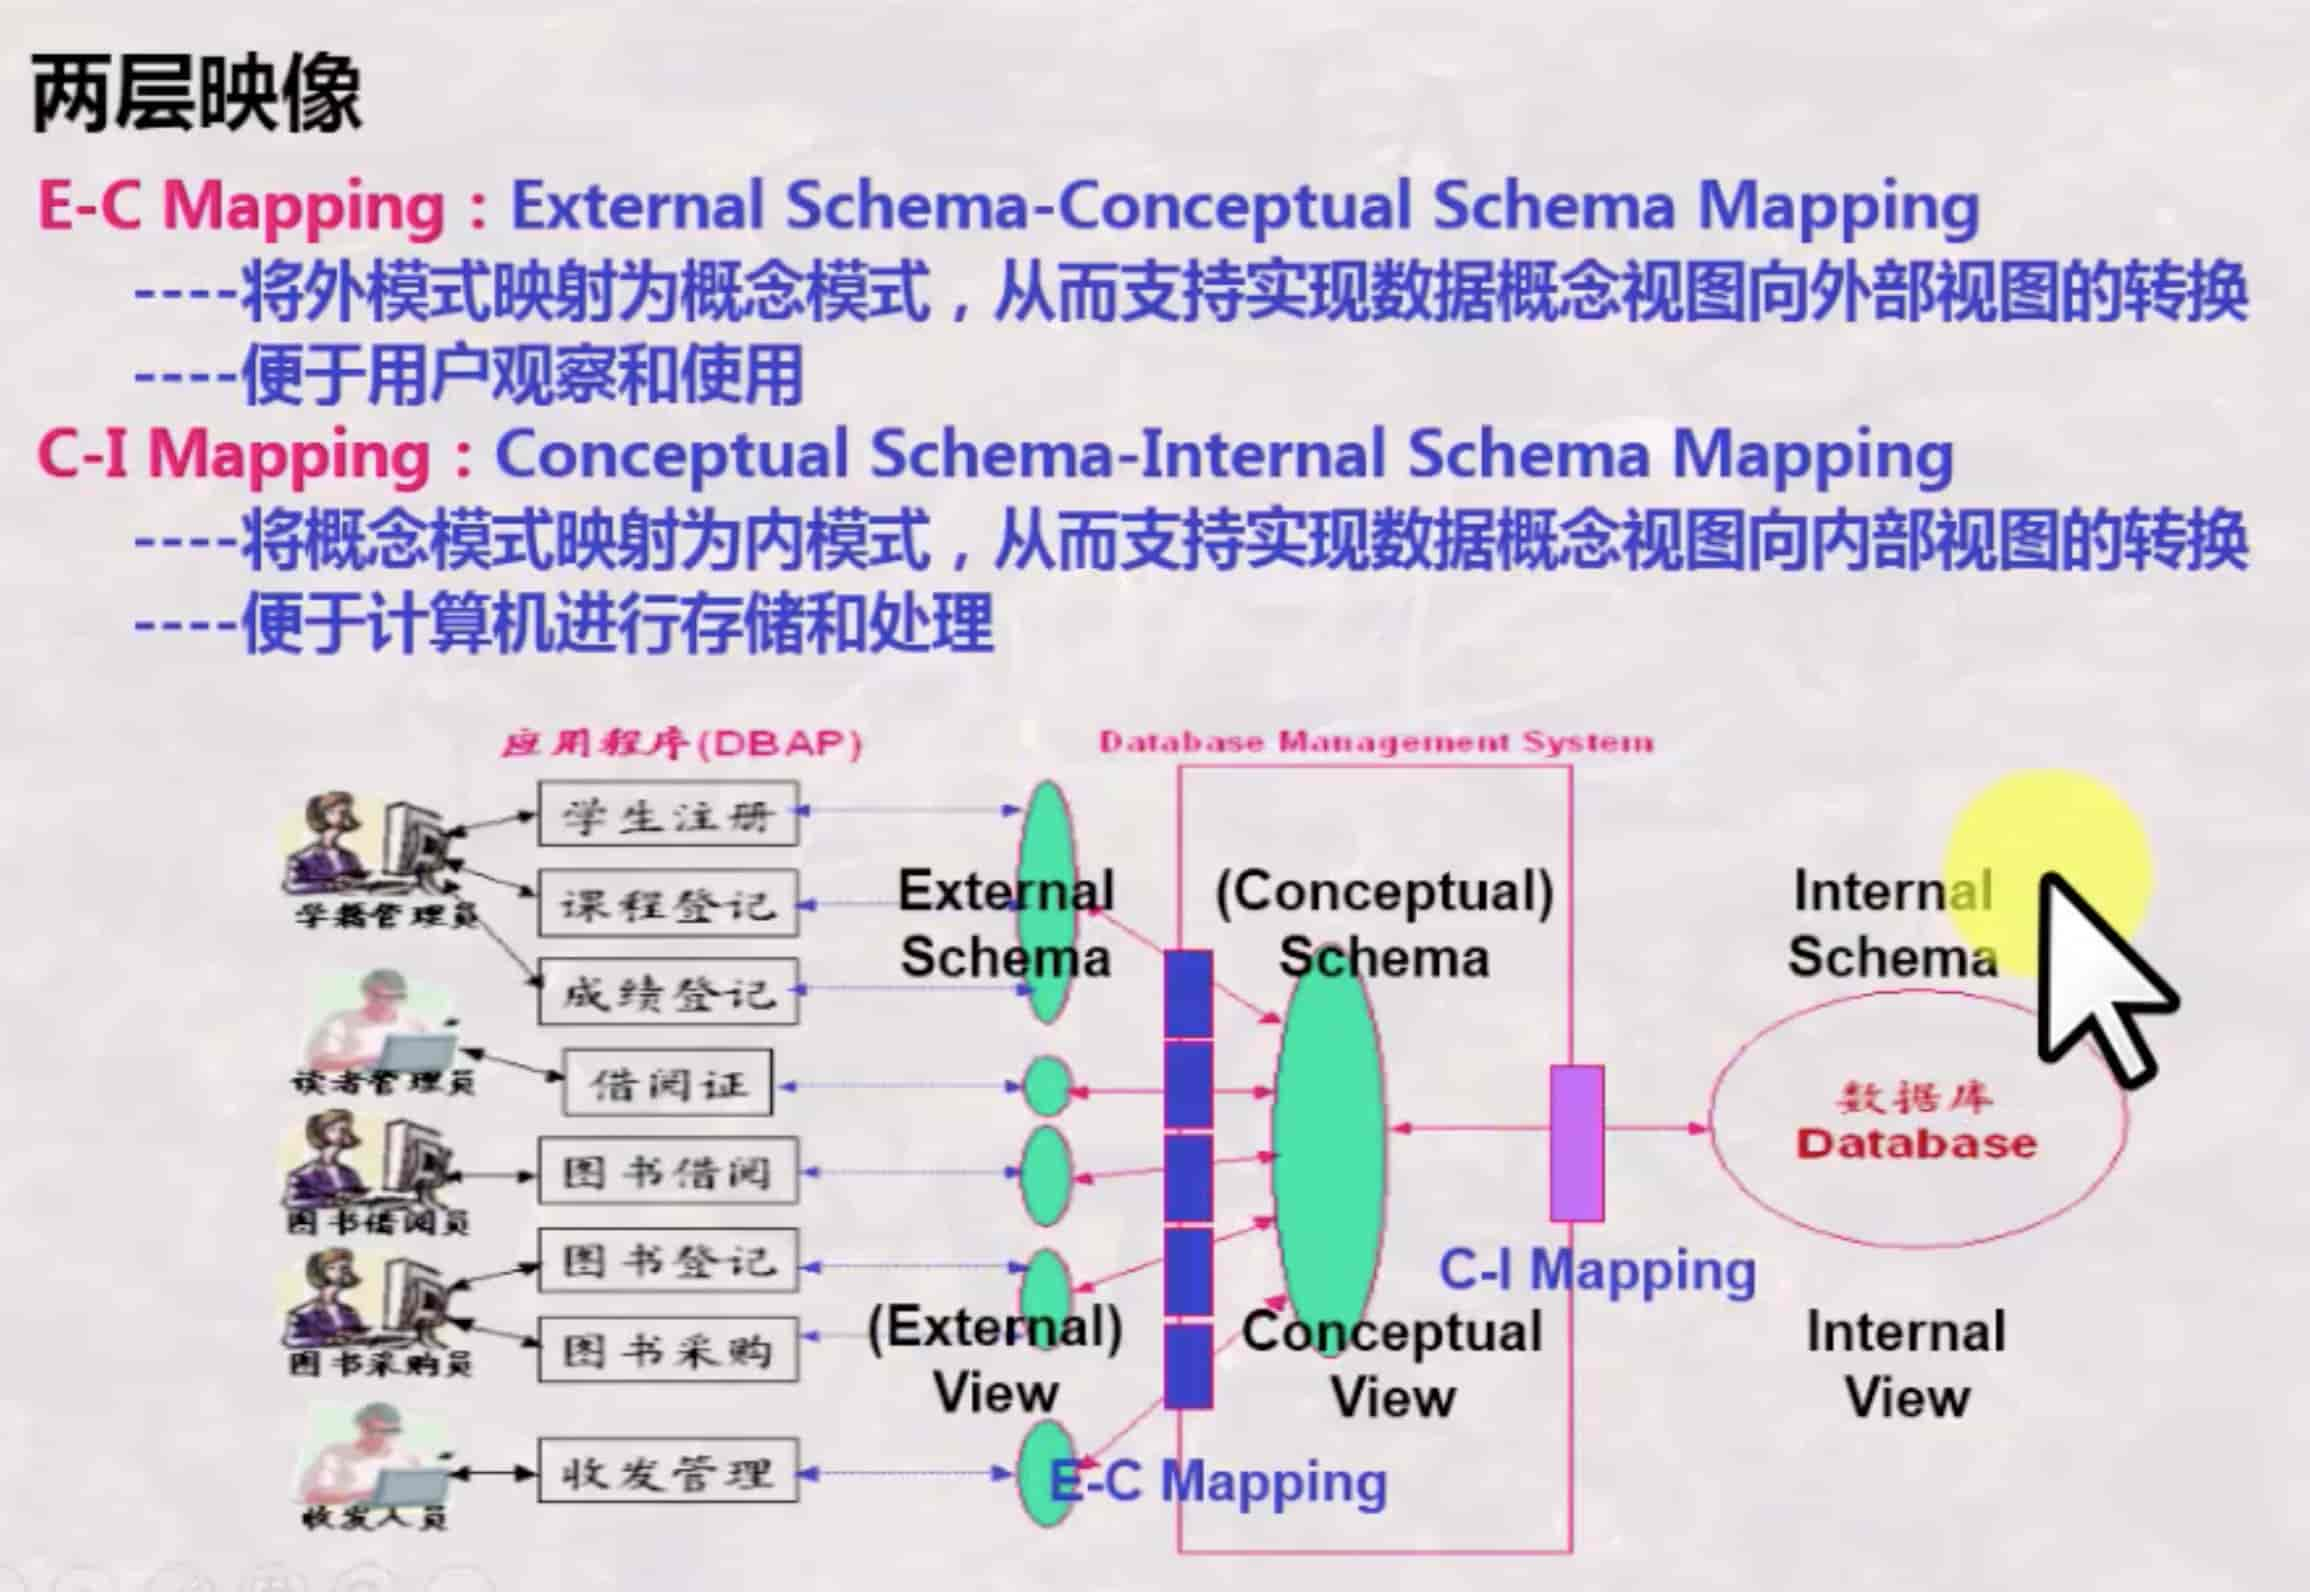 两层映像
E-C Mapping：External Schema-Conceptual Schema Mapping
----将外模式映射为概念模式，从而支持实现数据概念视图向外部视图的转换
----便于用户观察和使用
C-I Mapping：Conceptual Schema-Internal Schema Mapping
----将概念模式映射为内模式，从而支持实现数据概念视图向内部视图的转换
----便于计算机进行存储和处理
应用程序(DBAP)
Database Management System
学生注册
课程登记
学籍管理员
成绩登记
External
Schema
(Conceptual)
Schema
Internal
Schema
借阅证
读者管理员
数据库
Database
图书借阅
图书借阅员
图书登记
图书采购
图书采购员
(External)
View
Conceptual
View
C-I Mapping
Internal
View
收发管理
收发人员
E-C Mapping